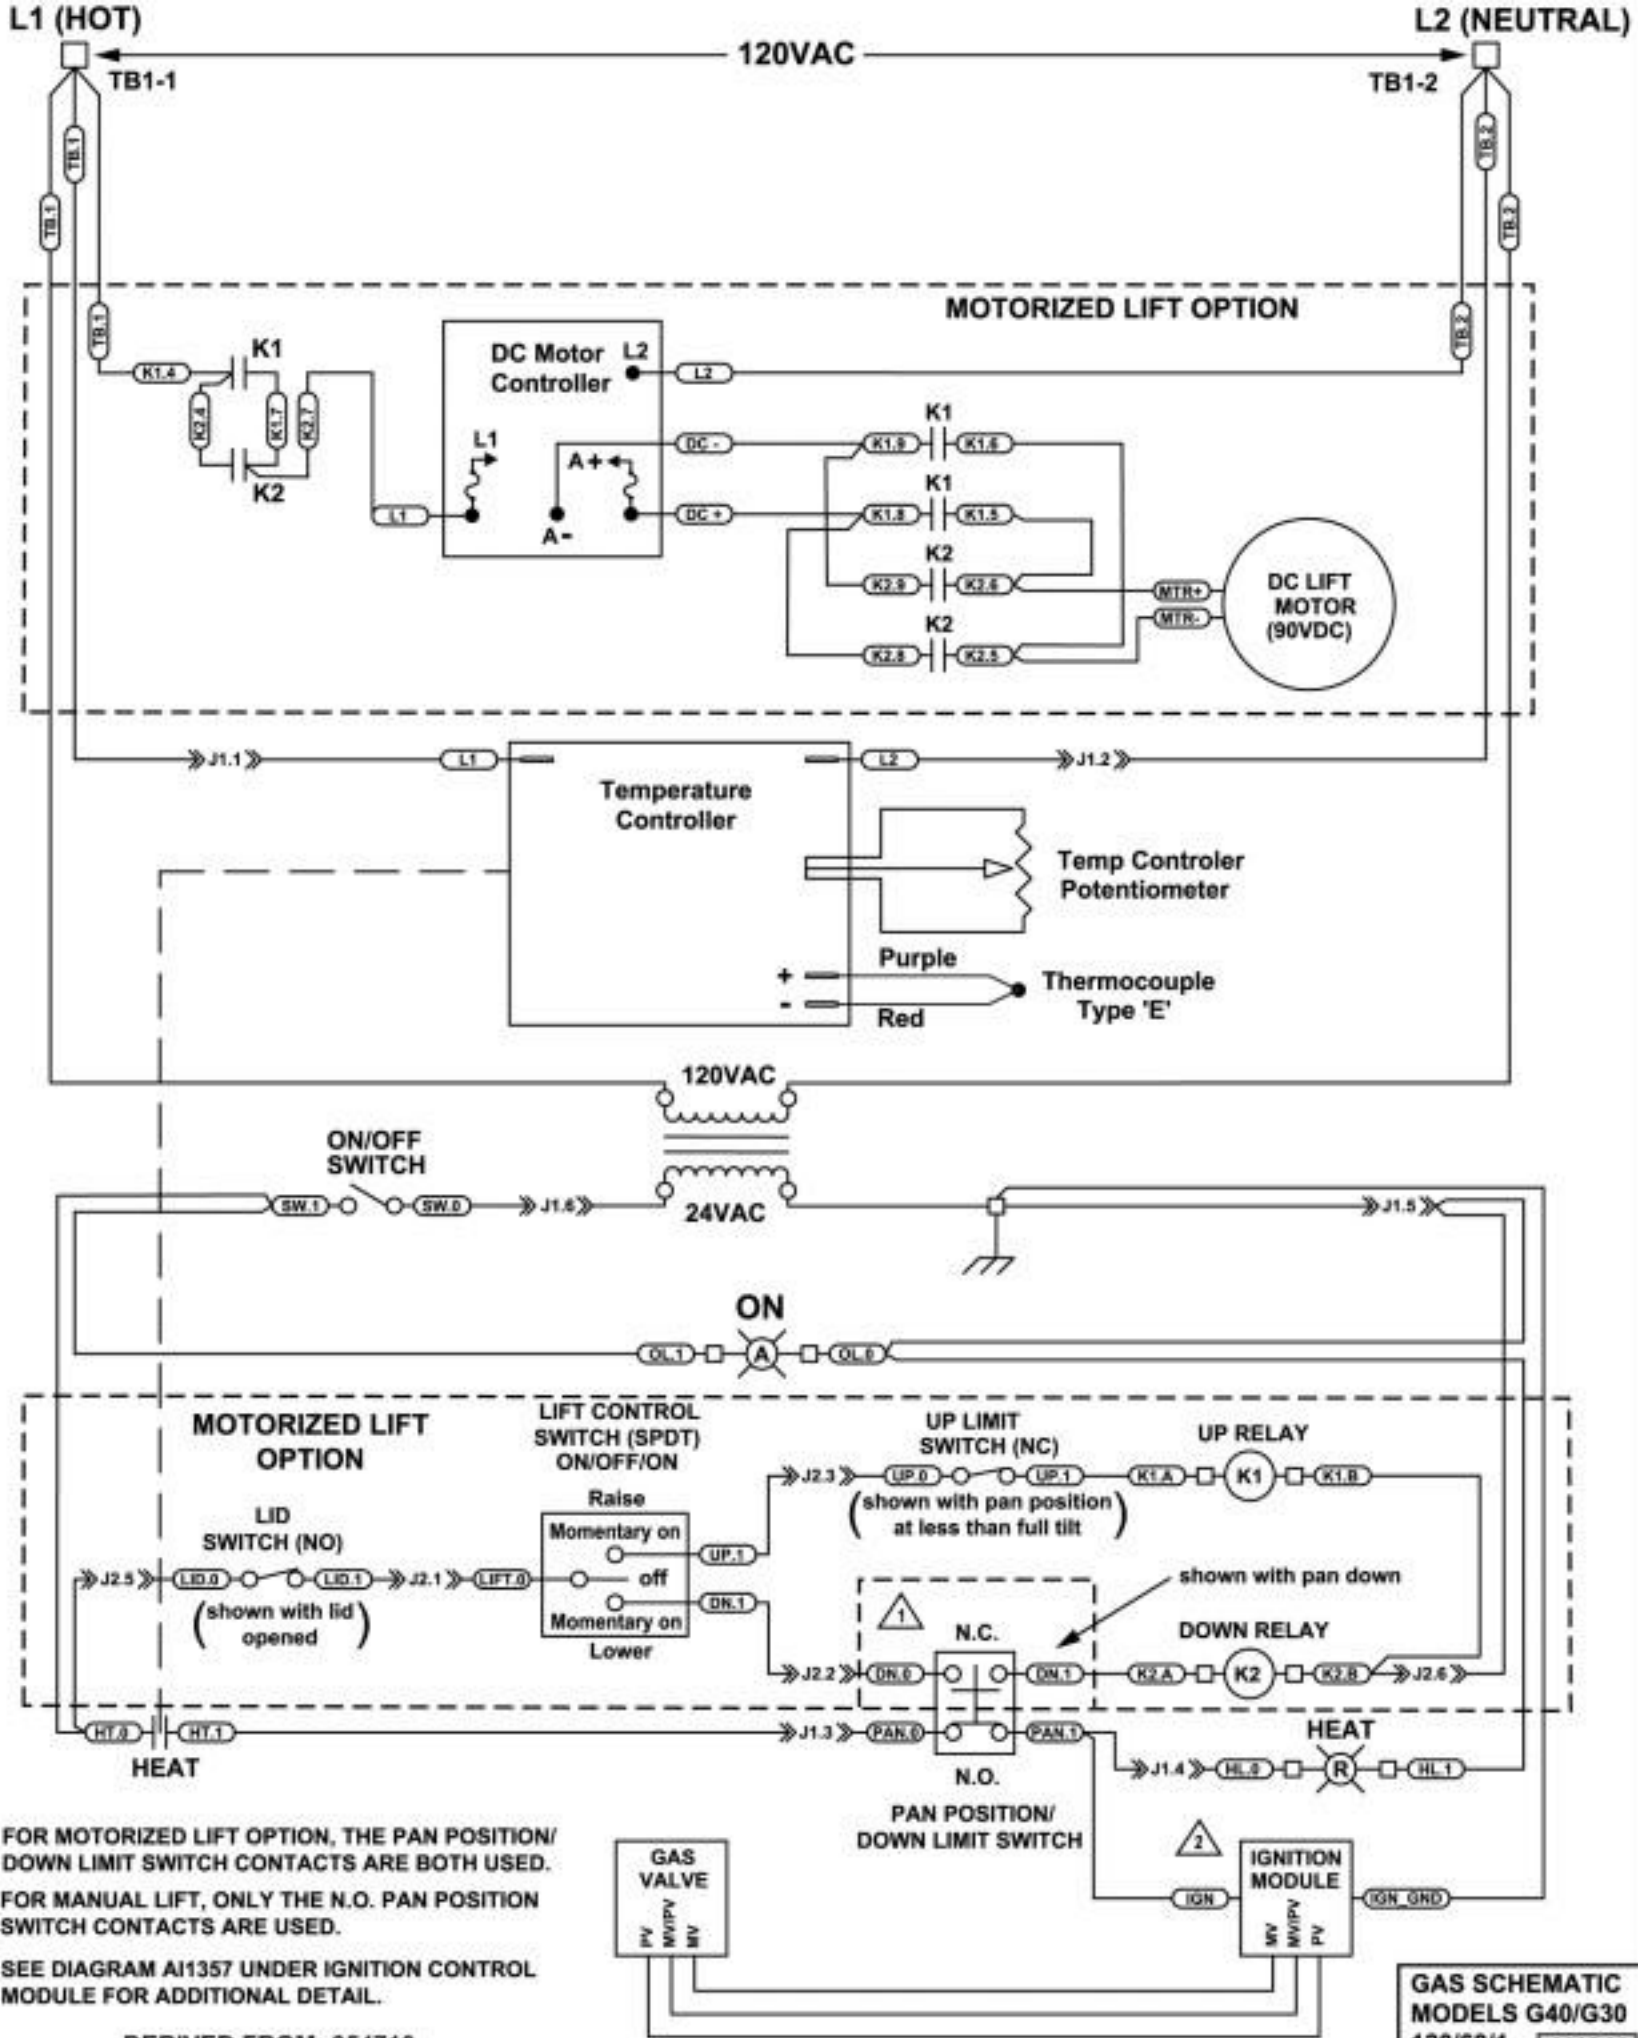 L1 (HOT)
L2 (NEUTRAL)
120VAC
TB1-1
TB1-2
TB.1
TB.2
TB.1
TB.2
MOTORIZED LIFT OPTION
TB.1
TB.2
K1
DC Motor
Controller
L2
K1.4
L2
K2.4
K1.7
K2.7
K1
L1
DC -
K1.9
K1.6
A+
K2
K1
L1
DC +
K1.8
K1.5
A-
K2
K2.9
K2.6
MTR+
MTR-
DC LIFT
MOTOR
(90VDC)
K2
K2.8
K2.5
J1.1
L1
L2
J1.2
Temperature
Controller
Temp Controler
Potentiometer
Purple
+
-
Thermocouple
Type 'E'
Red
120VAC
ON/OFF
SWITCH
SW.1
SW.0
J1.6
24VAC
J1.5
ON
OL.1
A
OL.0
MOTORIZED LIFT
OPTION
LIFT CONTROL
SWITCH (SPDT)
ON/OFF/ON
UP LIMIT
SWITCH (NC)
UP RELAY
J2.3
UP.0
UP.1
K1.A
K1
K1.B
Raise
(shown with pan position
at less than full tilt)
LID
SWITCH (NO)
Momentary on
UP.1
J2.5
LID.0
LID.1
J2.1
LIFT.0
off
shown with pan down
DN.1
(shown with lid
opened)
Momentary on
1
Lower
N.C.
DOWN RELAY
J2.2
DN.0
DN.1
K2.A
K2
K2.B
J2.6
HT.0
HT.1
J1.3
PAN.0
PAN.1
HEAT
HEAT
J1.4
HL.0
R
HL.1
N.O.
PAN POSITION/
DOWN LIMIT SWITCH
FOR MOTORIZED LIFT OPTION, THE PAN POSITION/
DOWN LIMIT SWITCH CONTACTS ARE BOTH USED.
FOR MANUAL LIFT, ONLY THE N.O. PAN POSITION
SWITCH CONTACTS ARE USED.
SEE DIAGRAM AI1357 UNDER IGNITION CONTROL
MODULE FOR ADDITIONAL DETAIL.
GAS
VALVE
PV
MV/PV
MV
2
IGNITION
MODULE
IGN
IGN_GND
MV
MV/PV
PV
GAS SCHEMATIC
MODELS G40/G30
DERIVED FROM